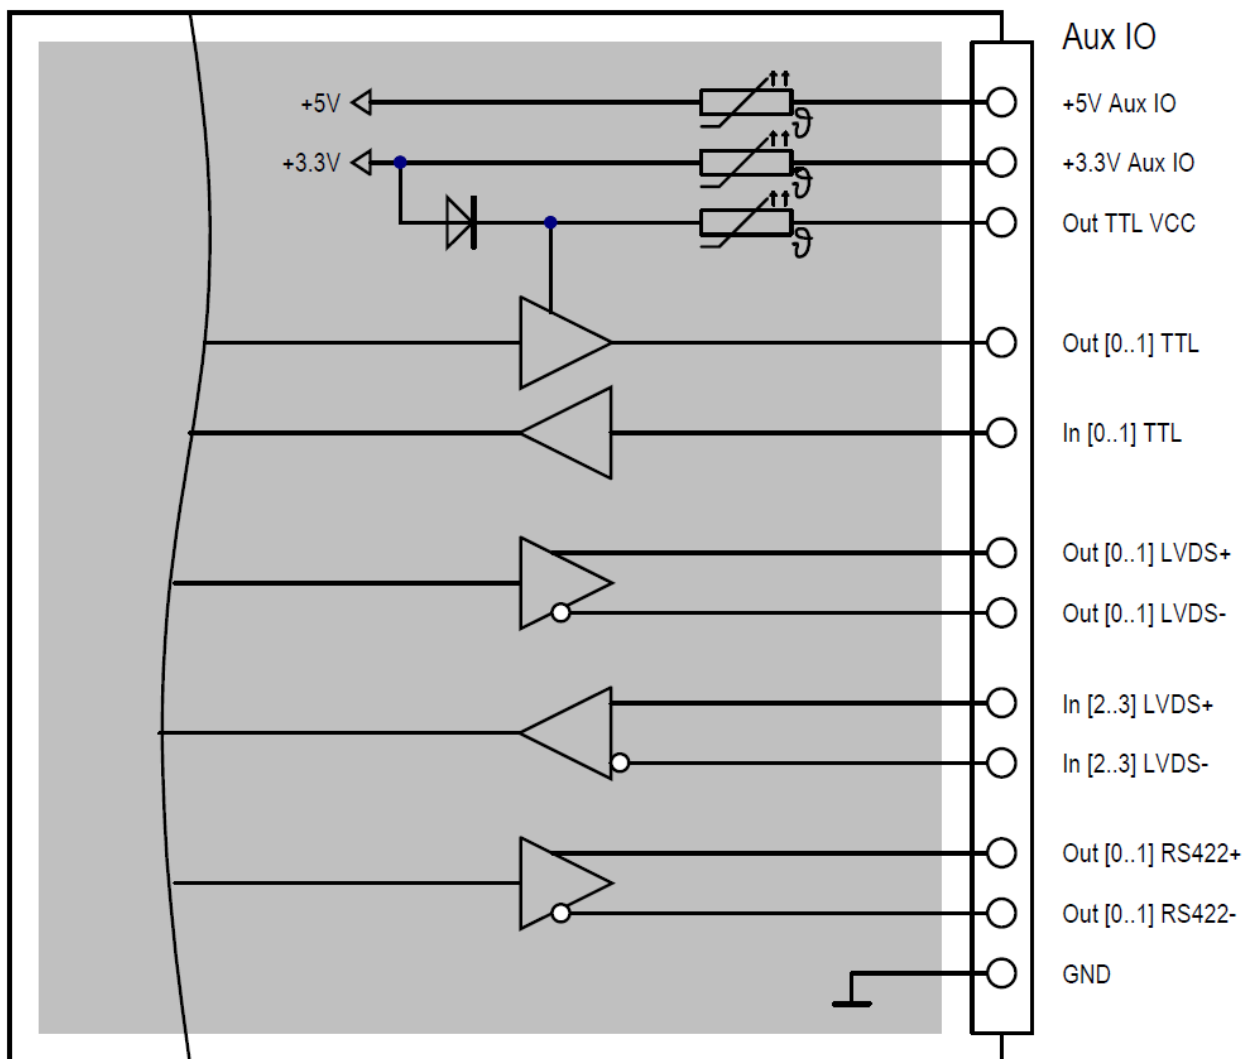 Aux IO
+5V
+5V Aux IO
+3.3V
+3.3V Aux IO
Out TTL VCC
Out [0..1] TTL
In [0..1] TTL
Out [0..1] LVDS+
Out [0..1] LVDS-
In [2..3] LVDS+
In [2..3] LVDS-
Out [0..1] RS422+
Out [0..1] RS422-
GND